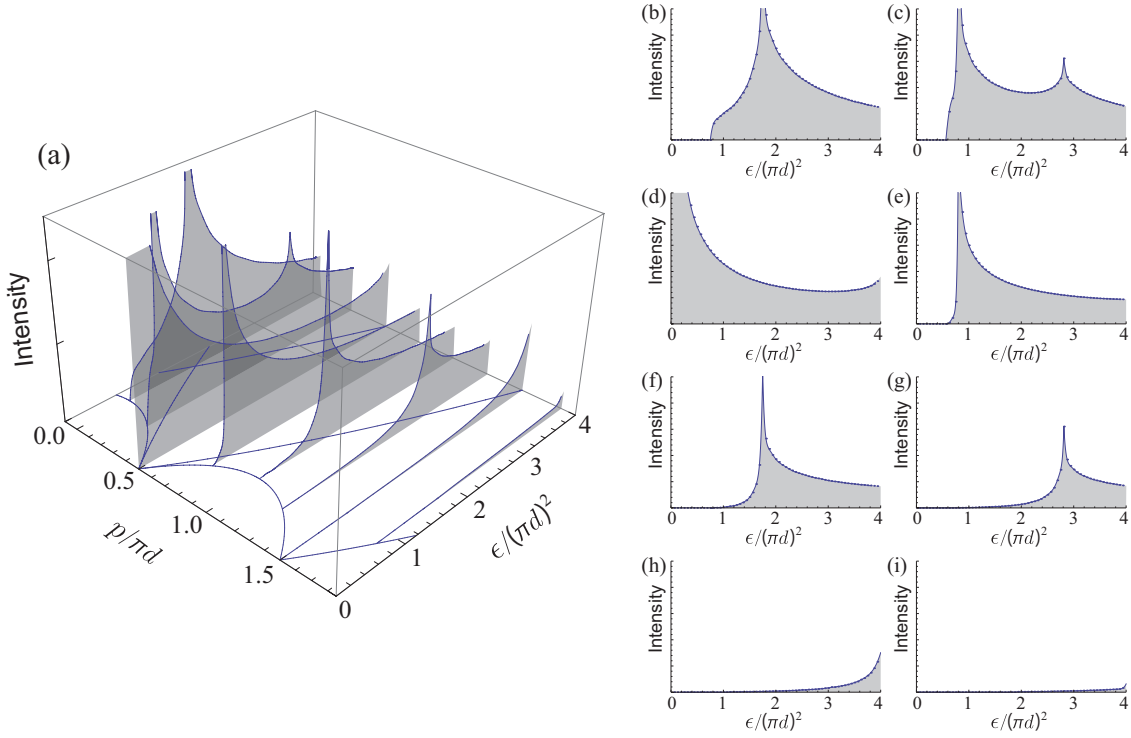 (a)
Intensity
0.0
0.5
1.0
1.5
p/πd
0
1
2
3
4
ϵ/(πd)²
(b)
Intensity
0 1 2 3 4
ϵ/(πd)²
(c)
Intensity
0 1 2 3 4
ϵ/(πd)²
(d)
Intensity
0 1 2 3 4
ϵ/(πd)²
(e)
Intensity
0 1 2 3 4
ϵ/(πd)²
(f)
Intensity
0 1 2 3 4
ϵ/(πd)²
(g)
Intensity
0 1 2 3 4
ϵ/(πd)²
(h)
Intensity
0 1 2 3 4
ϵ/(πd)²
(i)
Intensity
0 1 2 3 4
ϵ/(πd)²